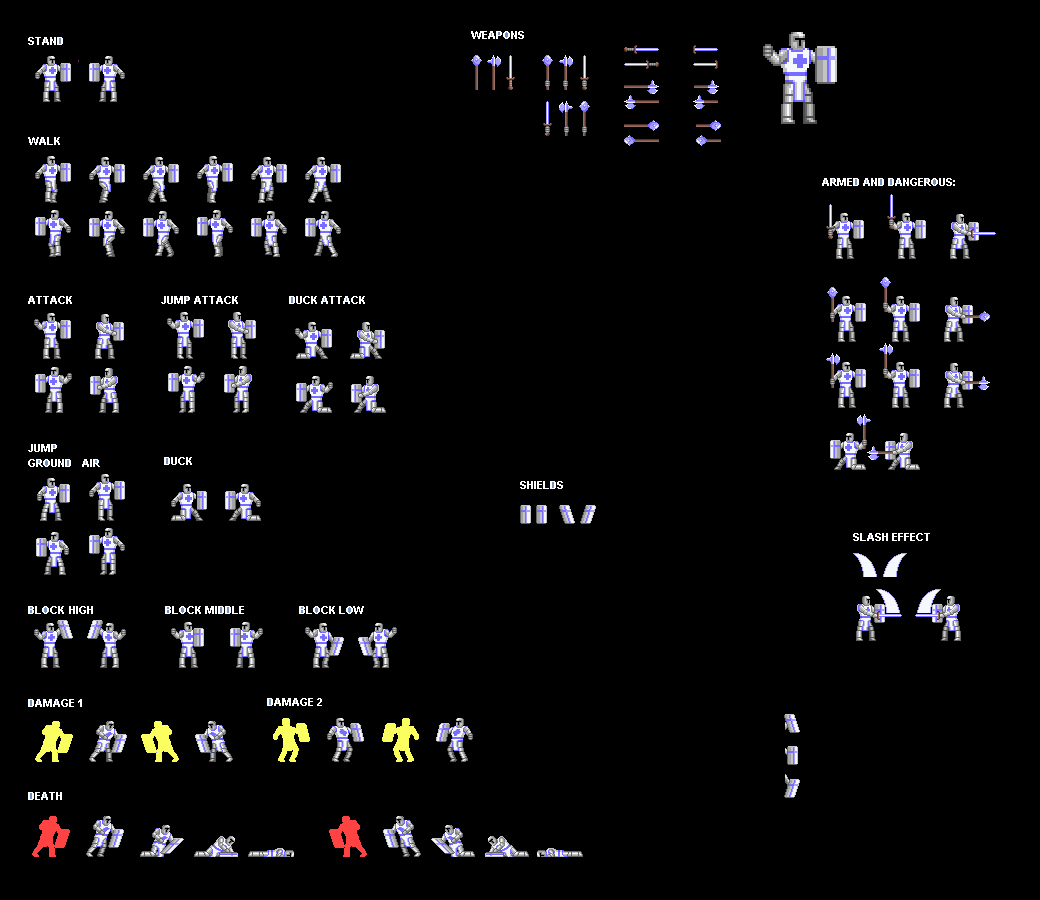 STAND
WEAPONS
WALK
ARMED AND DANGEROUS:
ATTACK
JUMP ATTACK
DUCK ATTACK
JUMP
GROUND AIR
DUCK
SHIELDS
SLASH EFFECT
BLOCK HIGH
BLOCK MIDDLE
BLOCK LOW
DAMAGE 1
DAMAGE 2
DEATH